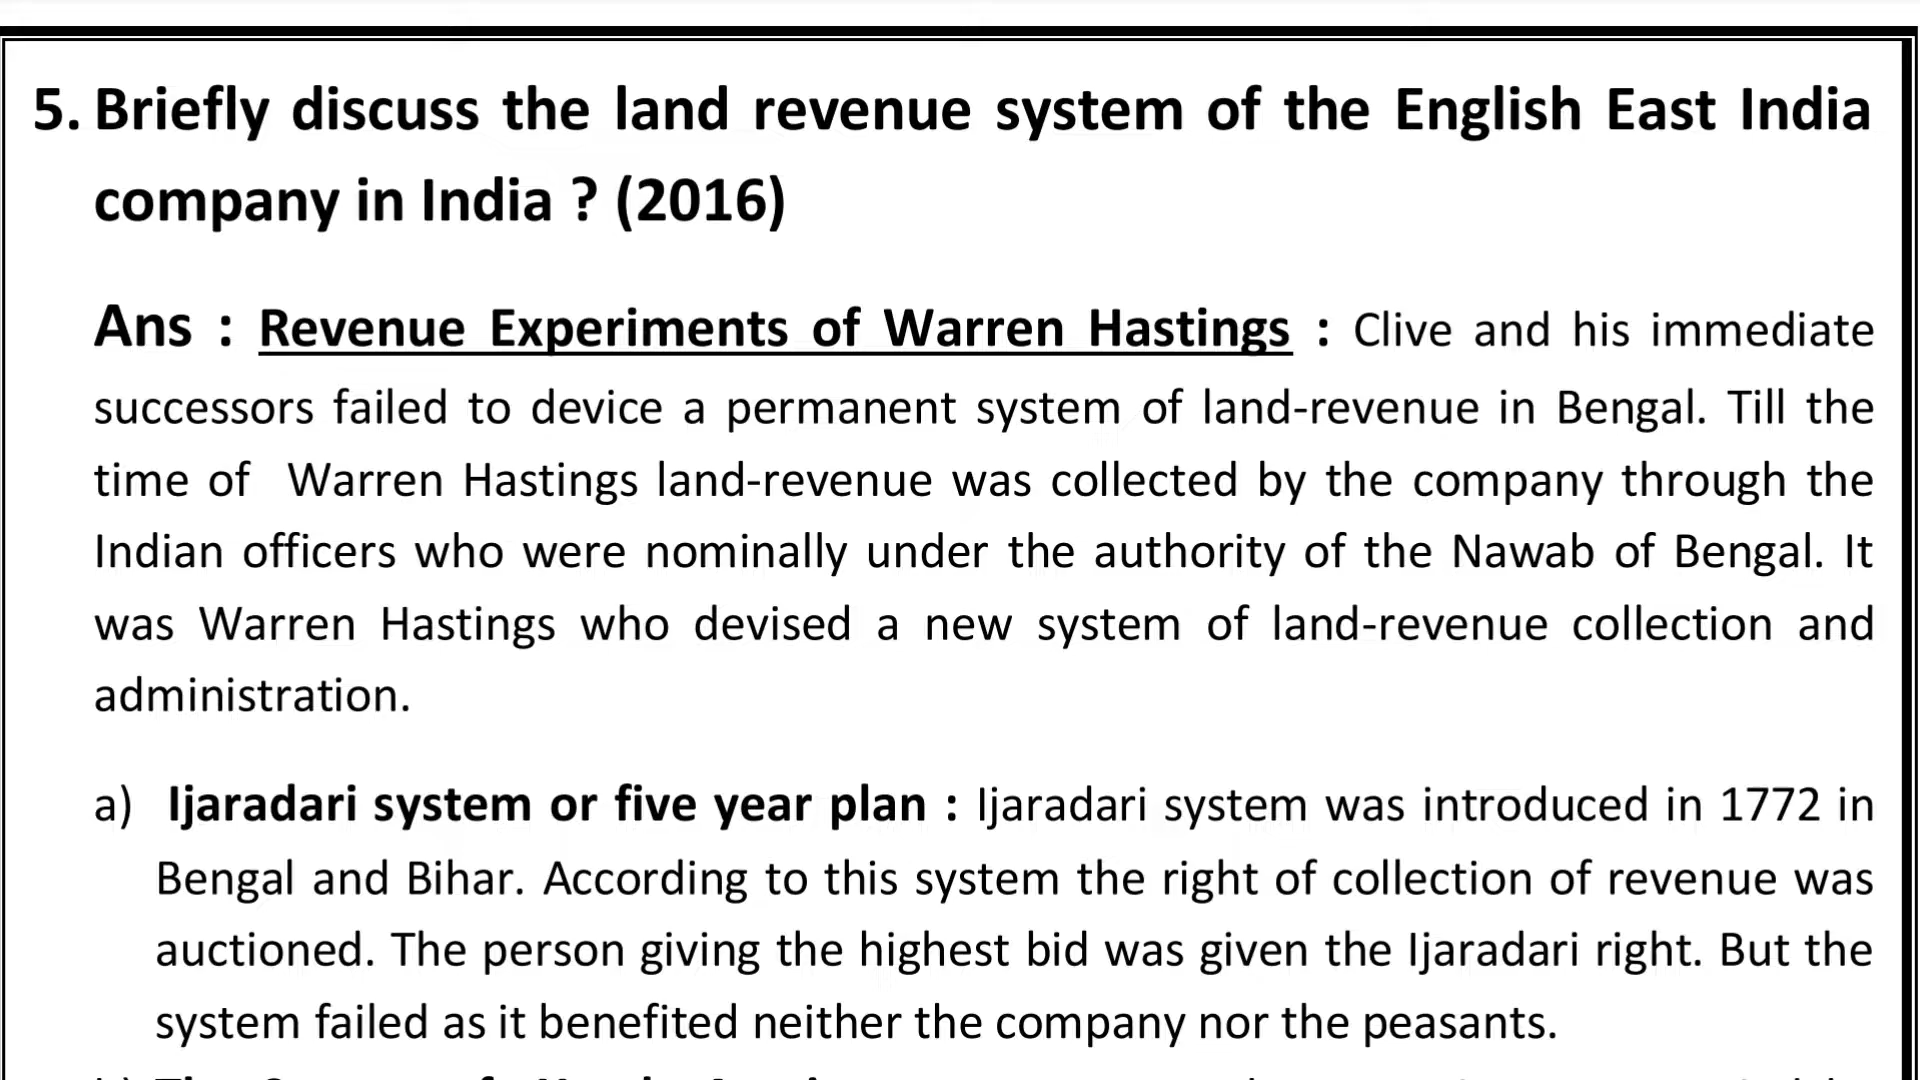 5. Briefly discuss the land revenue system of the English East India
company in India ? (2016)
Ans : Revenue Experiments of Warren Hastings : Clive and his immediate
successors failed to device a permanent system of land-revenue in Bengal. Till the
time of Warren Hastings land-revenue was collected by the company through the
Indian officers who were nominally under the authority of the Nawab of Bengal. It
was Warren Hastings who devised a new system of land-revenue collection and
administration.
a) Ijaradari system or five year plan : Ijaradari system was introduced in 1772 in
Bengal and Bihar. According to this system the right of collection of revenue was
auctioned. The person giving the highest bid was given the Ijaradari right. But the
system failed as it benefited neither the company nor the peasants.